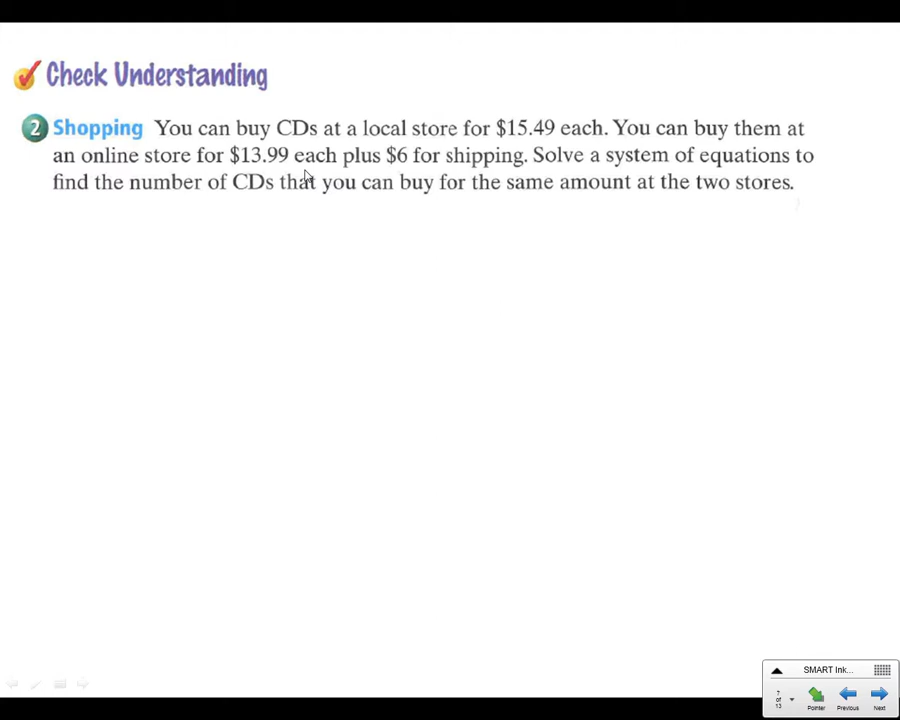 Check Understanding
2 Shopping You can buy CDs at a local store for $15.49 each. You can buy them at
an online store for $13.99 each plus $6 for shipping. Solve a system of equations to
find the number of CDs that you can buy for the same amount at the two stores.
SMART Ink...
7
of
13
Pointer
Previous
Next